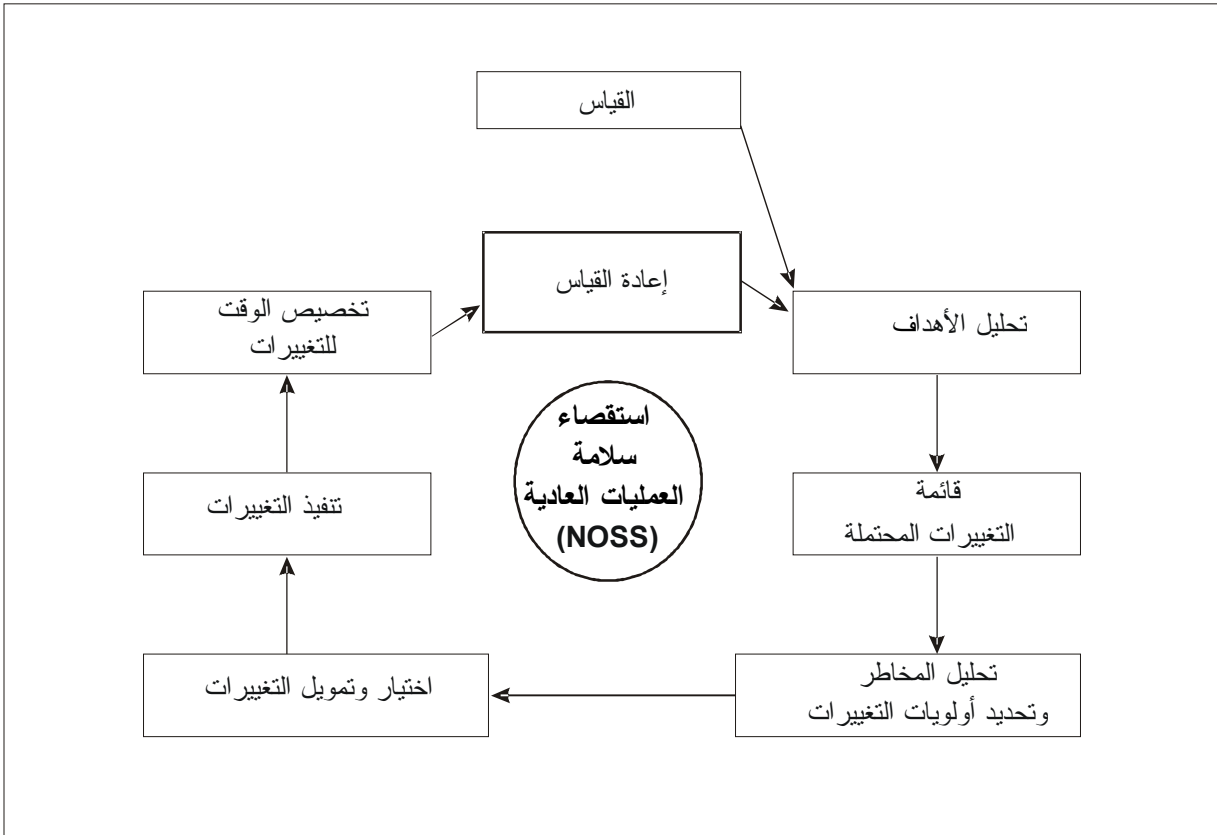 القياس
إعادة القياس
تخصيص الوقت
للتغييرات
تحليل الأهداف
استقصاء
سلامة
العمليات العادية
(NOSS)
تنفيذ التغييرات
قائمة
التغييرات المحتملة
اختيار وتمويل التغييرات
تحليل المخاطر
وتحديد أولويات التغييرات